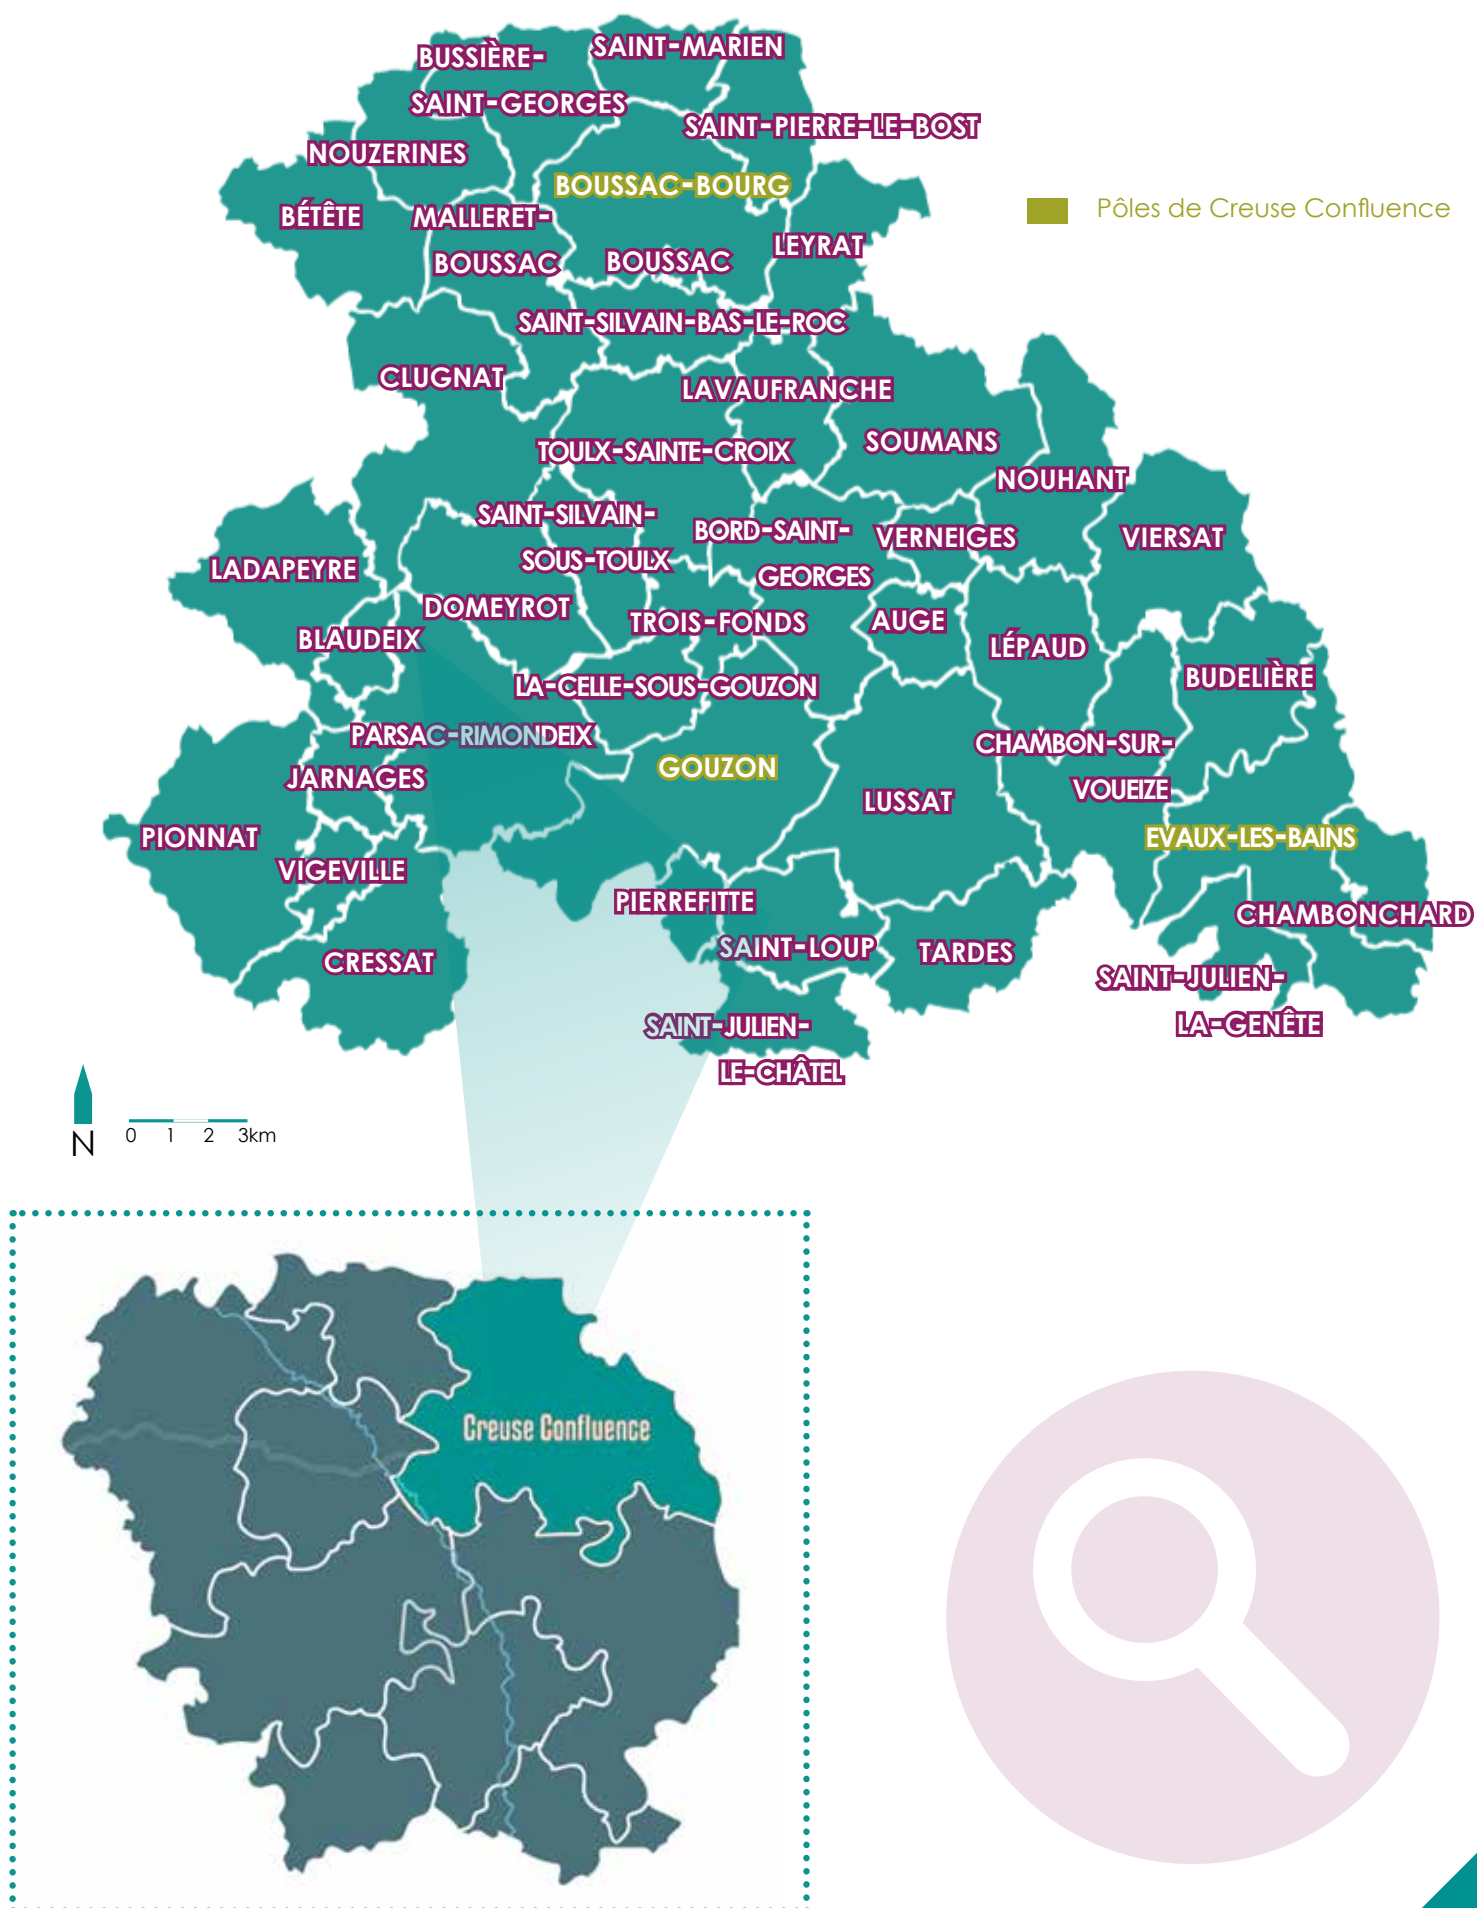 BUSSIÈRE-
SAINT-GEORGES
SAINT-MARIEN
SAINT-PIERRE-LE-BOST
NOUZERINES
BOUSSAC-BOURG
BÉTÊTE
MALLERET-
BOUSSAC
Pôles de Creuse Confluence
LEYRAT
BOUSSAC
SAINT-SILVAIN-BAS-LE-ROC
CLUGNAT
LAVAUFRANCHE
SOUMANS
TOULX-SAINTE-CROIX
NOUHANT
SAINT-SILVAIN-
SOUS-TOULX
BORD-SAINT-
GEORGES
VERNEIGES
VIERSAT
LADAPEYRE
DOMEYROT
TROIS-FONDS
AUGE
BLAUDEIX
LÉPAUD
BUDELIÈRE
LA-CELLE-SOUS-GOUZON
PARSAC-RIMONDEIX
CHAMBON-SUR-
VOUEIZE
GOUZON
JARNAGES
LUSSAT
PIONNAT
EVAUX-LES-BAINS
VIGEVILLE
PIERREFITTE
CHAMBONCHARD
SAINT-LOUP
TARDES
CRESSAT
SAINT-JULIEN-
LA-GENÊTE
SAINT-JULIEN-
LE-CHÂTEL
N
0 1 2 3km
Creuse Confluence